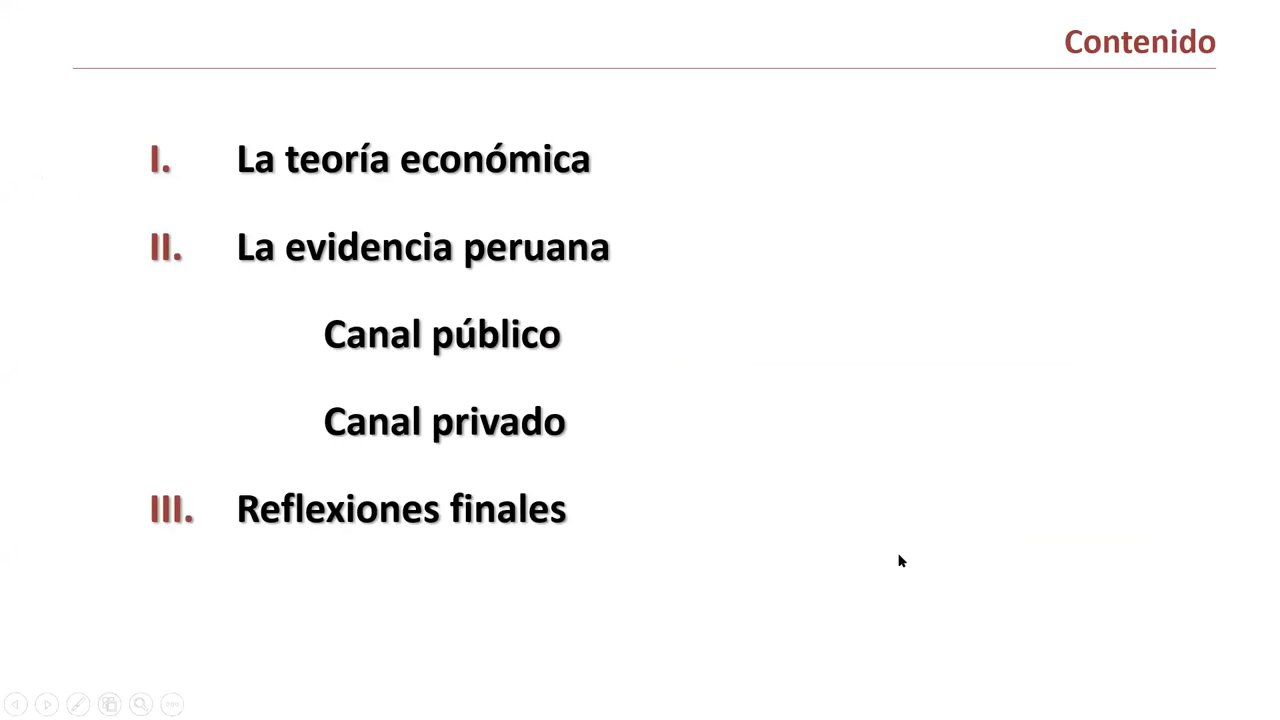 Contenido
I. La teoría económica
II. La evidencia peruana
Canal público
Canal privado
III. Reflexiones finales